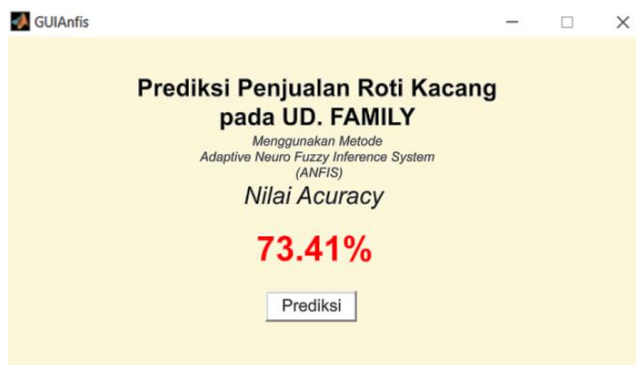 GUIAnfis
Prediksi Penjualan Roti Kacang
pada UD. FAMILY
Menggunakan Metode
Adaptive Neuro Fuzzy Inference System
(ANFIS)
Nilai Acuracy
73.41%
Prediksi